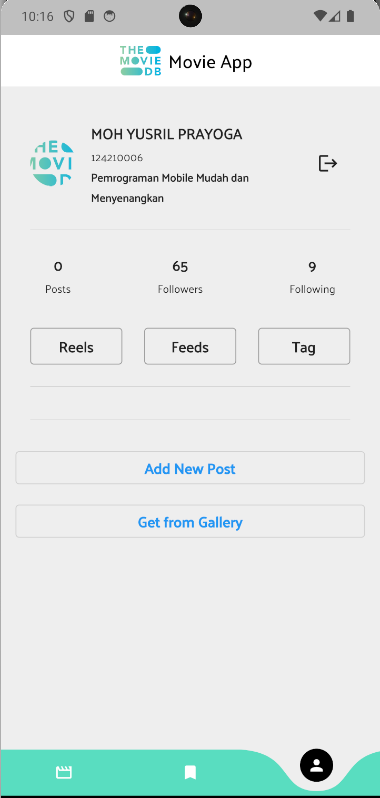 10:16
THE
MOVIE
DB
Movie App
THE
MOVI
MOH YUSRIL PRAYOGA
124210006
Pemrograman Mobile Mudah dan
Menyenangkan
0 65 9
Posts Followers Following
Reels Feeds Tag
Add New Post
Get from Gallery